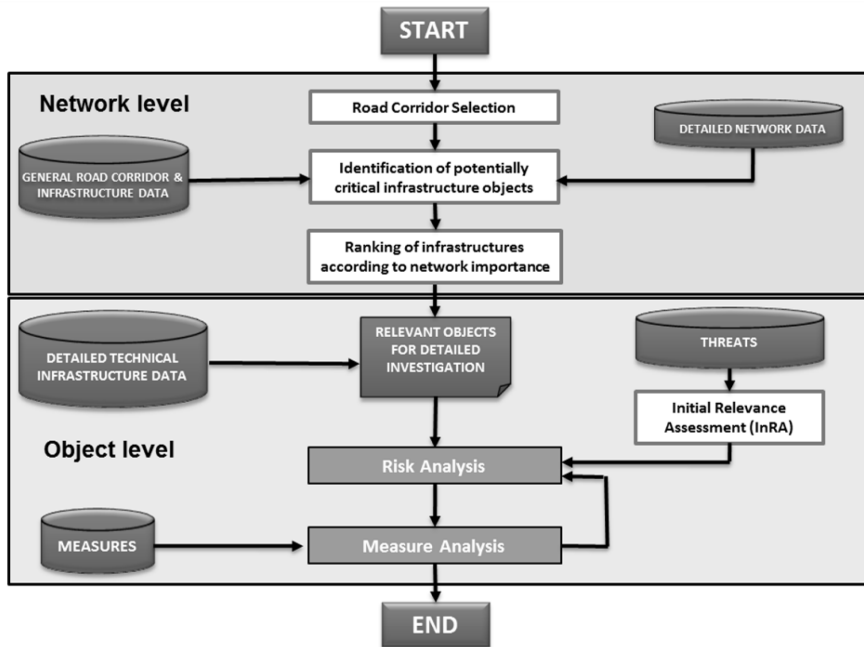 START
Network level
Road Corridor Selection
DETAILED NETWORK DATA
GENERAL ROAD CORRIDOR &
INFRASTRUCTURE DATA
Identification of potentially
critical infrastructure objects
Ranking of infrastructures
according to network importance
RELEVANT OBJECTS
FOR DETAILED
INVESTIGATION
DETAILED TECHNICAL
INFRASTRUCTURE DATA
THREATS
Initial Relevance
Assessment (InRA)
Object level
Risk Analysis
MEASURES
Measure Analysis
END